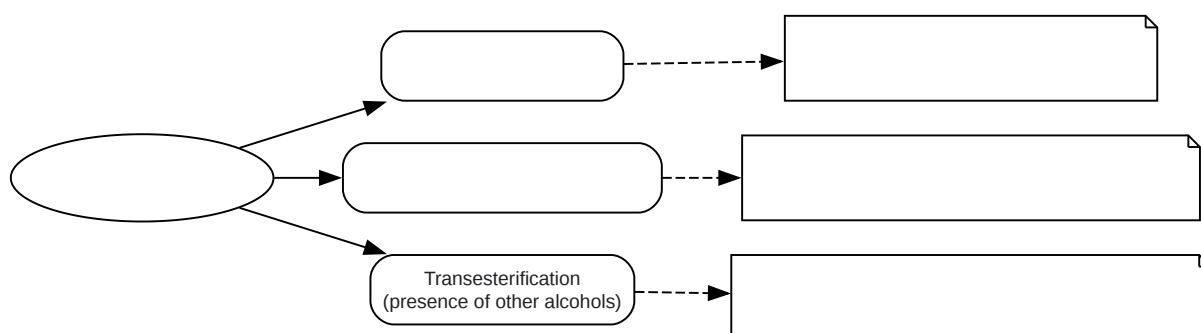 Transesterification
(presence of other alcohols)